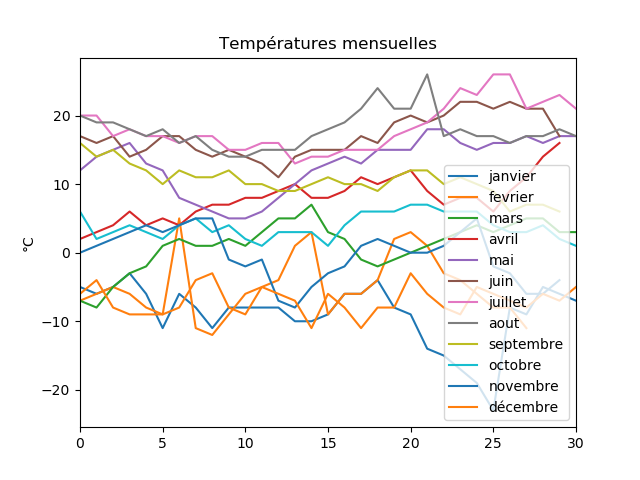 Températures mensuelles
°C
20
10
0
−10
−20
0
5
10
15
20
25
30
janvier
fevrier
mars
avril
mai
juin
juillet
aout
septembre
octobre
novembre
décembre